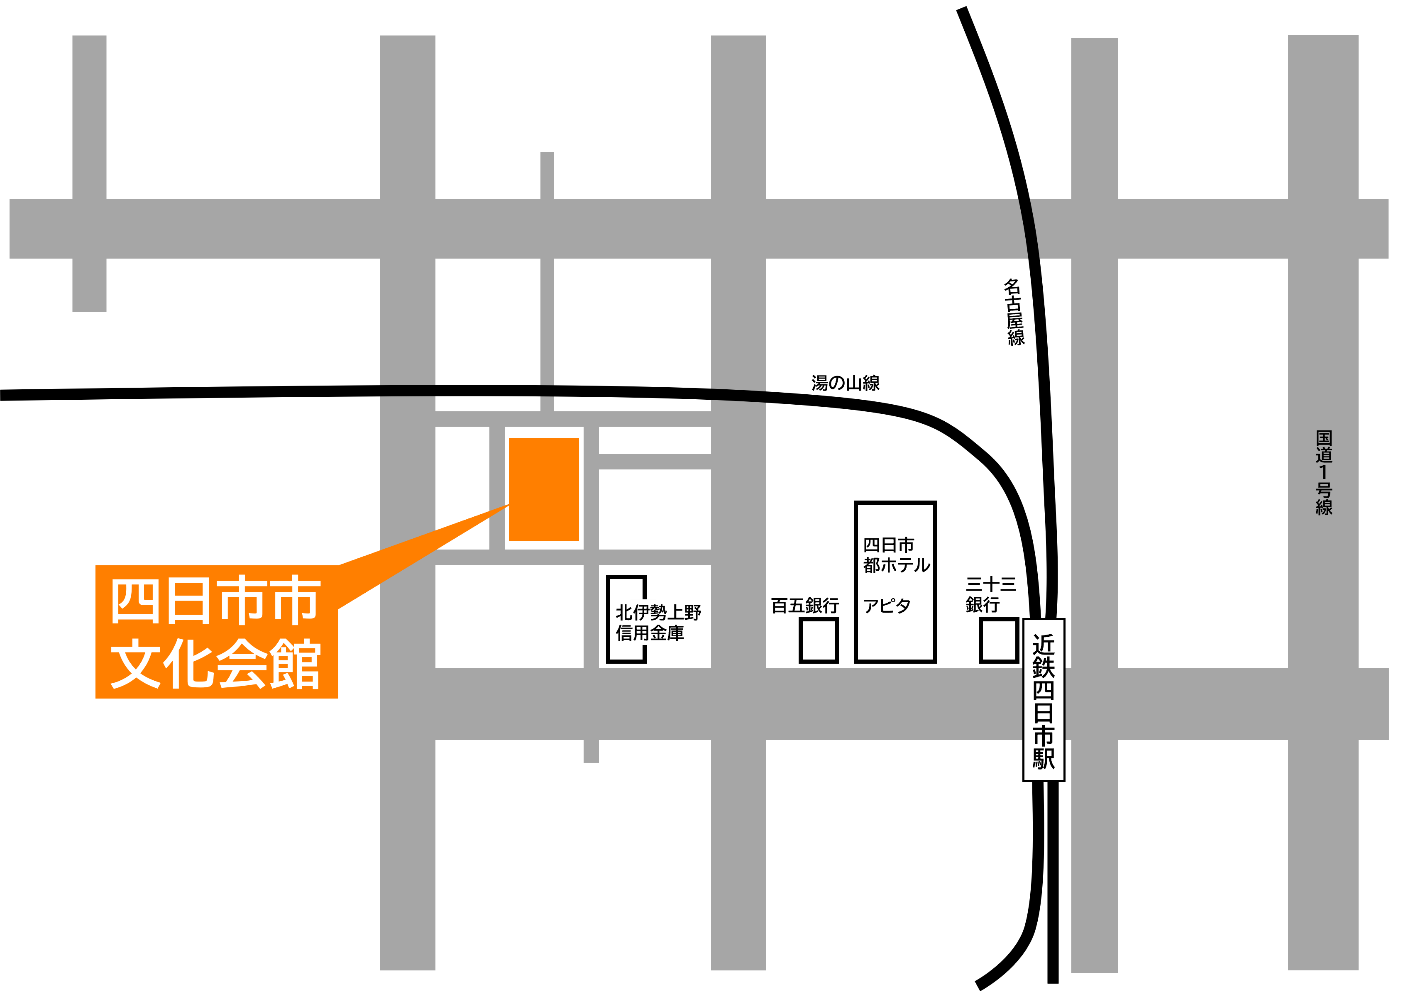 名古屋線
湯の山線
国道1号線
四日市
都ホテル
アピタ
三十三
銀行
百五銀行
北伊勢上野
信用金庫
四日市市
文化会館
近鉄四日市駅